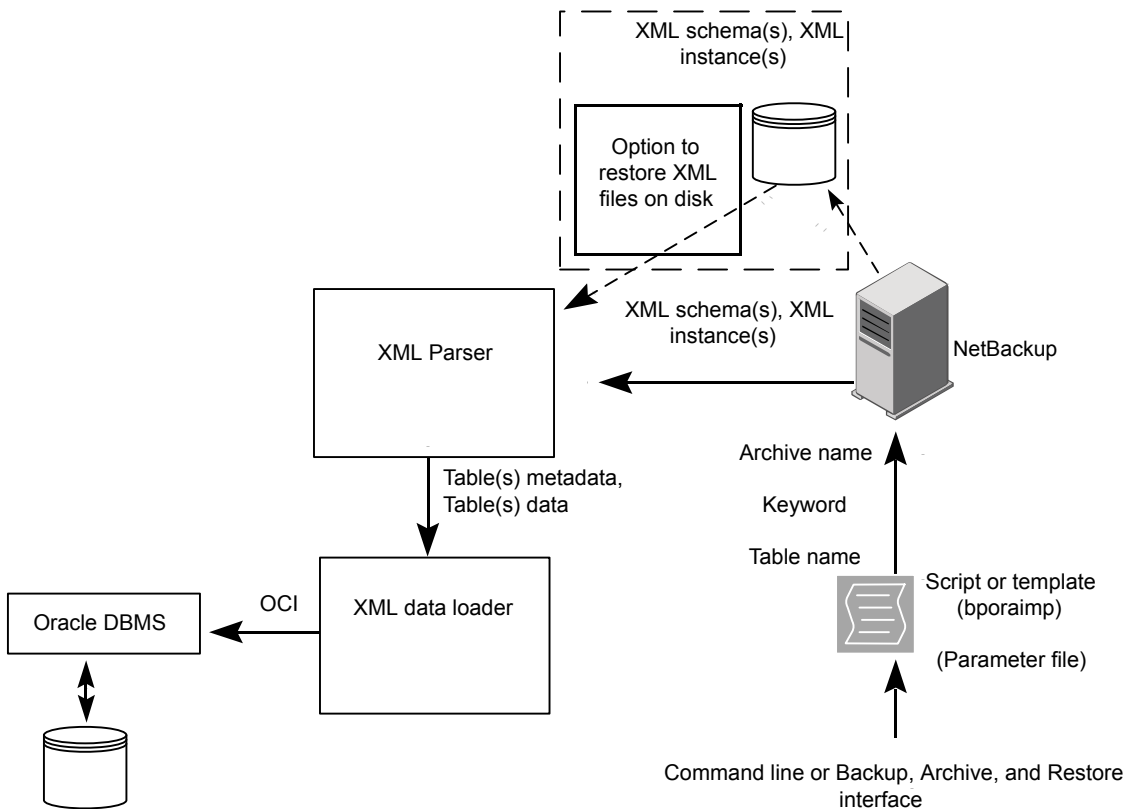 XML schema(s), XML
instance(s)
Option to
restore XML
files on disk
XML schema(s), XML
instance(s)
XML Parser
NetBackup
Archive name
Keyword
Table name
Table(s) metadata,
Table(s) data
Script or template
(bporaimp)
(Parameter file)
OCI
XML data loader
Oracle DBMS
Command line or Backup, Archive, and Restore
interface